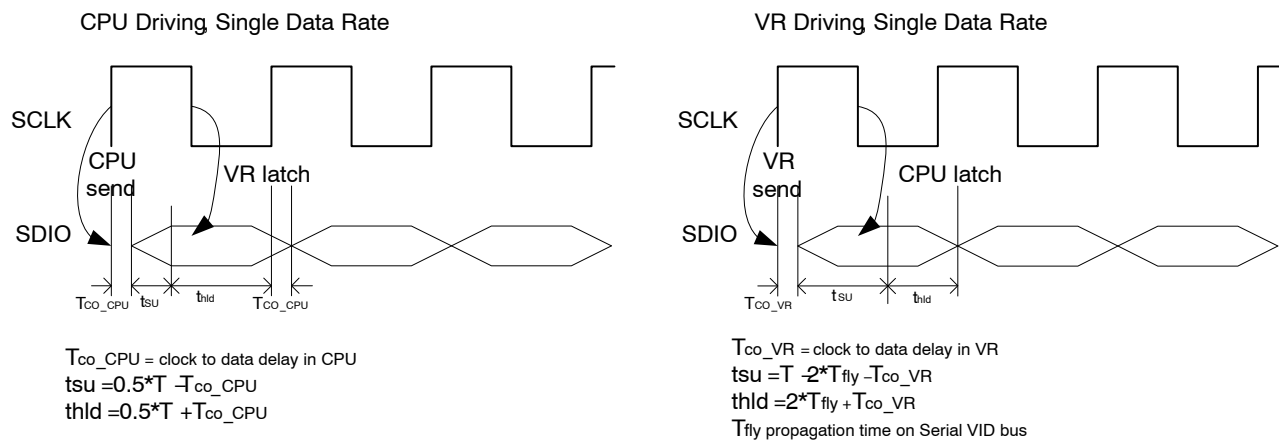 CPU Driving, Single Data Rate
SCLK
CPU send
VR latch
SDIO
TCO_CPU
tSU
thld
TCO_CPU
Tco_CPU = clock to data delay in CPU
tsu =0.5*T –Tco_CPU
thld =0.5*T +Tco_CPU
VR Driving, Single Data Rate
SCLK
VR send
CPU latch
SDIO
TCO_VR
tSU
thld
Tco_VR = clock to data delay in VR
tsu =T –2*Tfly –Tco_VR
thld =2*Tfly +Tco_VR
Tfly propagation time on Serial VID bus